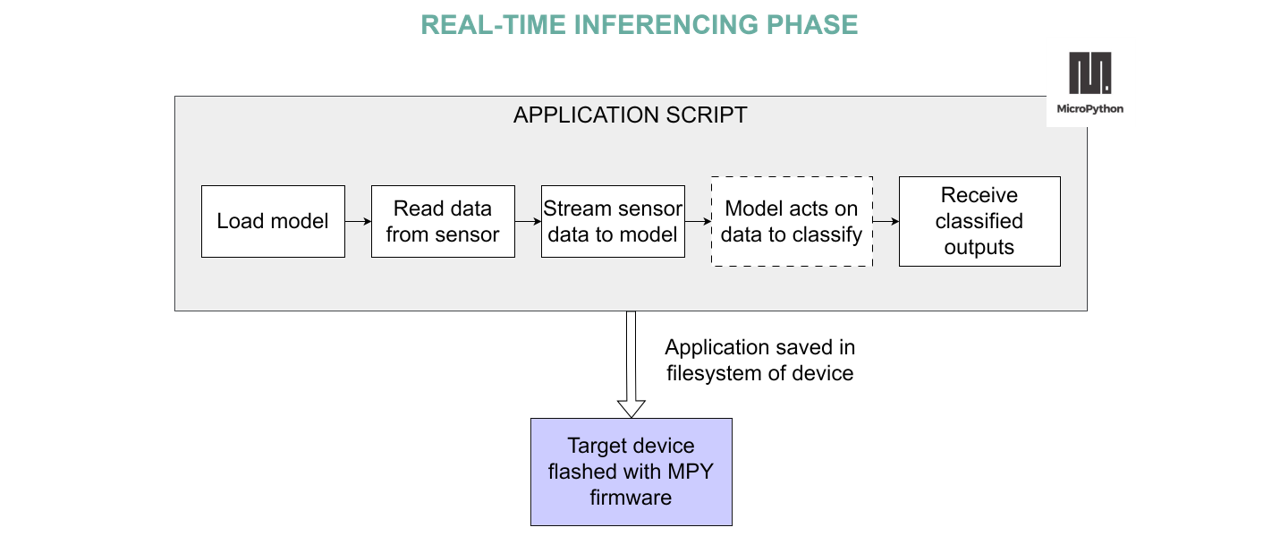 REAL-TIME INFERENCING PHASE
MicroPython
APPLICATION SCRIPT
Load model
Read data
from sensor
Stream sensor
data to model
Model acts on
data to classify
Receive
classified
outputs
Application saved in
filesystem of device
Target device
flashed with MPY
firmware